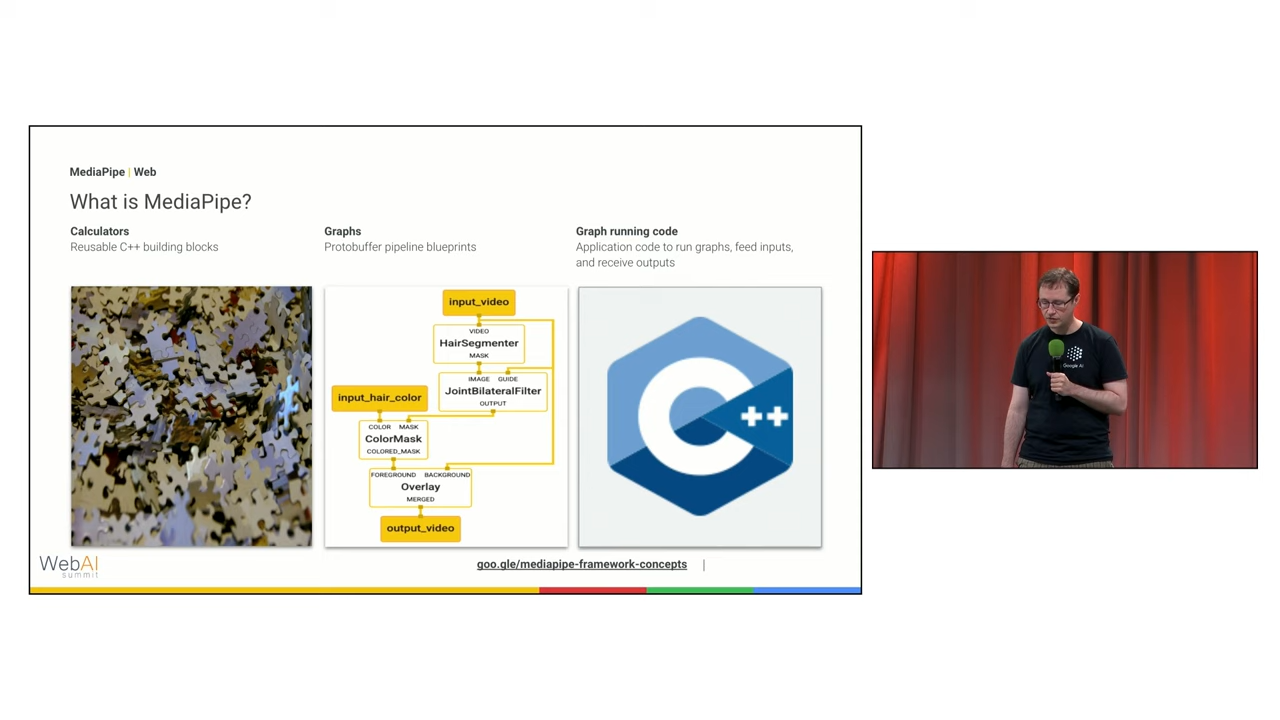 MediaPipe | Web
What is MediaPipe?
Calculators
Reusable C++ building blocks
Graphs
Protobuffer pipeline blueprints
Graph running code
Application code to run graphs, feed inputs,
and receive outputs
input_video
VIDEO
HairSegmenter
MASK
IMAGE GUIDE
JointBilateralFilter
OUTPUT
input_hair_color
COLOR MASK
ColorMask
COLORED_MASK
FOREGROUND BACKGROUND
Overlay
MERGED
output_video
C++
WebAI
summit
goo.gle/mediapipe-framework-concepts |
Google AI